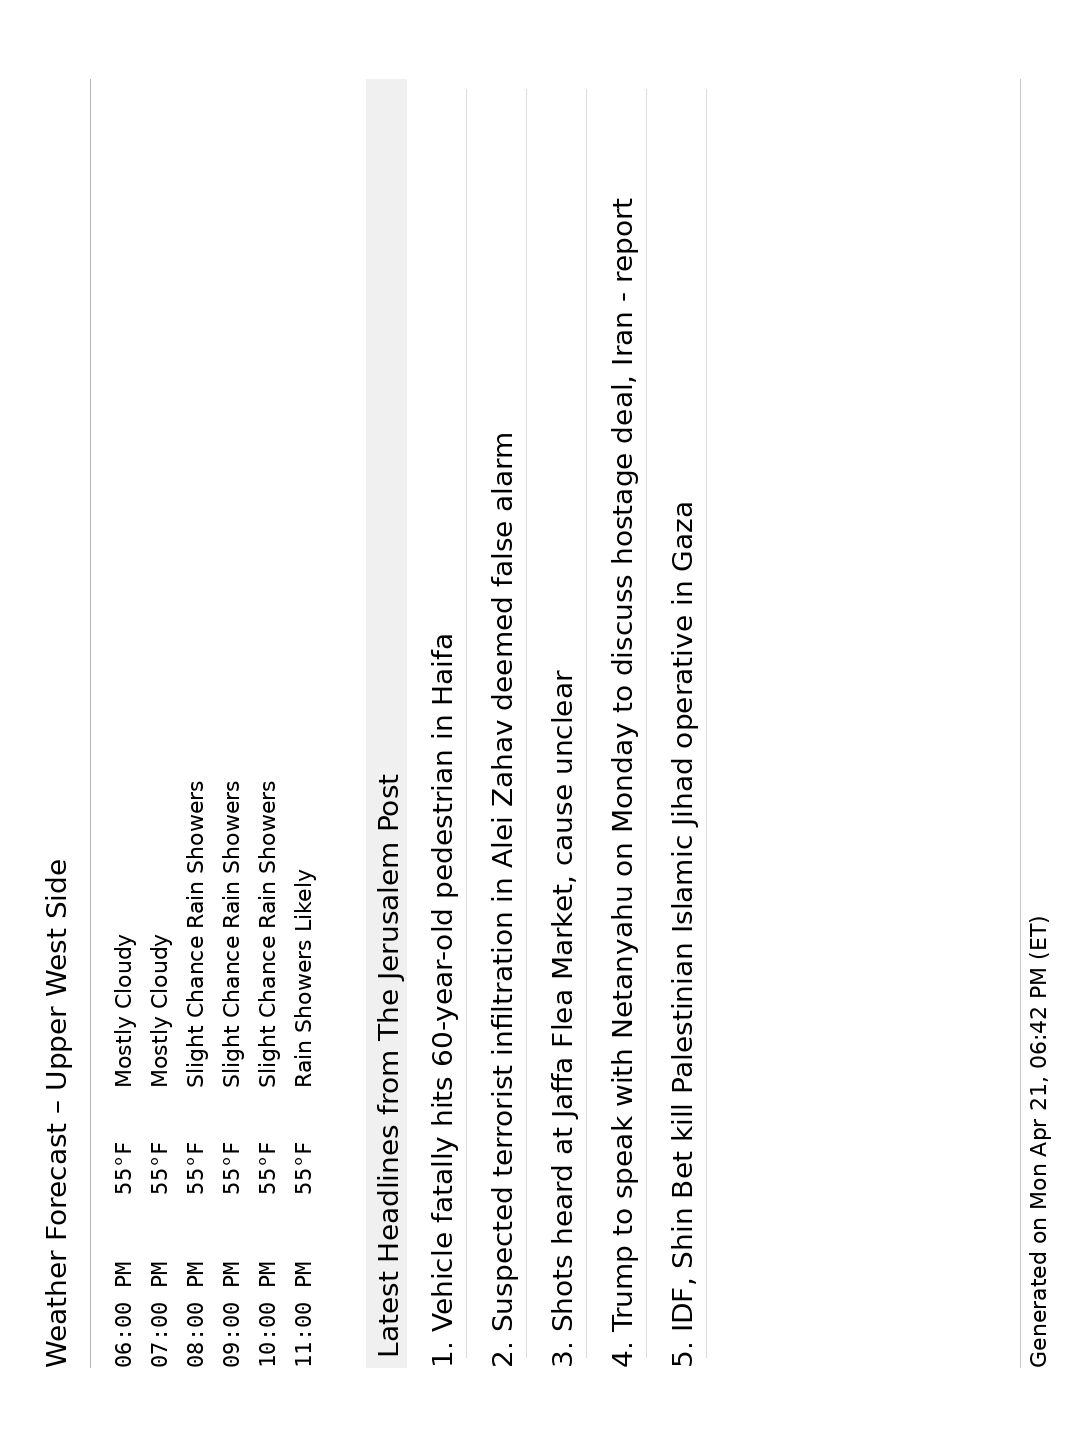 Weather Forecast – Upper West Side
06:00 PM 55°F Mostly Cloudy
07:00 PM 55°F Mostly Cloudy
08:00 PM 55°F Slight Chance Rain Showers
09:00 PM 55°F Slight Chance Rain Showers
10:00 PM 55°F Slight Chance Rain Showers
11:00 PM 55°F Rain Showers Likely
Latest Headlines from The Jerusalem Post
1. Vehicle fatally hits 60-year-old pedestrian in Haifa
2. Suspected terrorist infiltration in Alei Zahav deemed false alarm
3. Shots heard at Jaffa Flea Market, cause unclear
4. Trump to speak with Netanyahu on Monday to discuss hostage deal, Iran - report
5. IDF, Shin Bet kill Palestinian Islamic Jihad operative in Gaza
Generated on Mon Apr 21, 06:42 PM (ET)